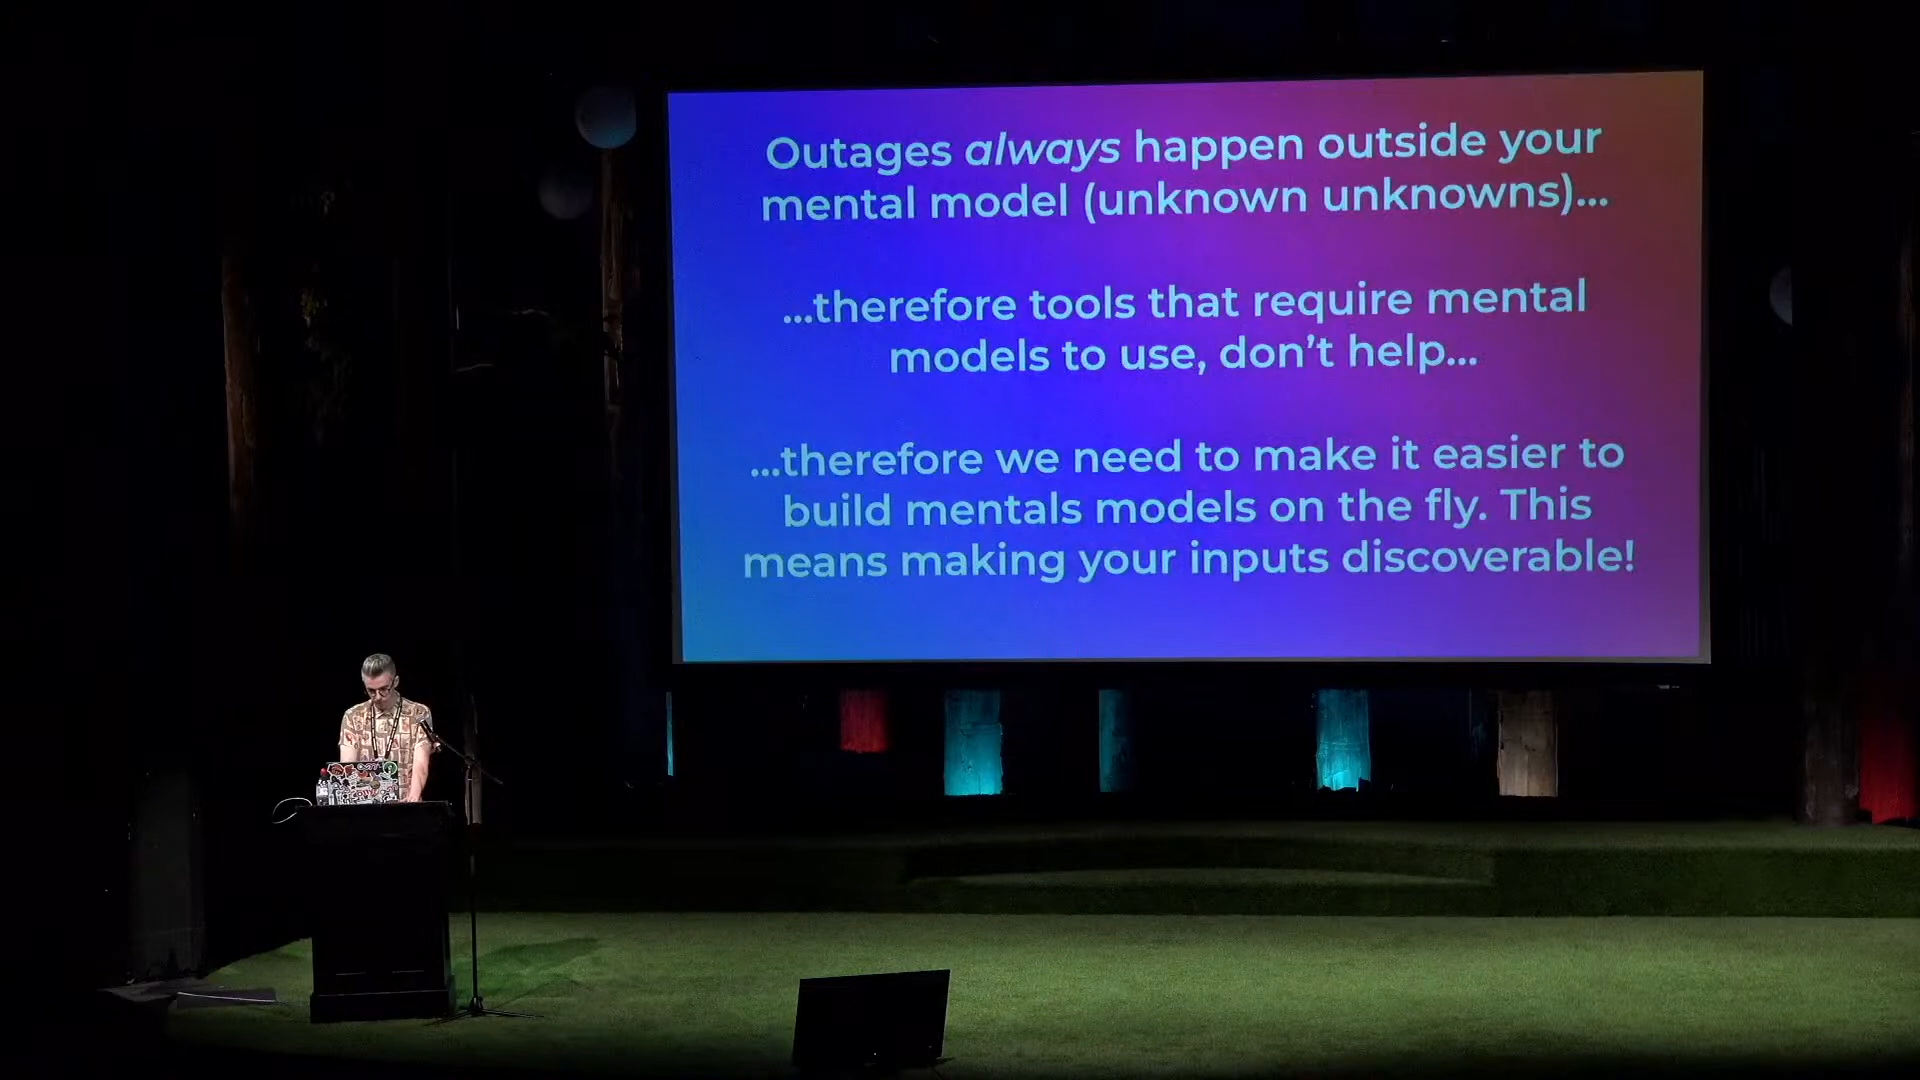 Outages always happen outside your
mental model (unknown unknowns)...
...therefore tools that require mental
models to use, don't help...
...therefore we need to make it easier to
build mentals models on the fly. This
means making your inputs discoverable!